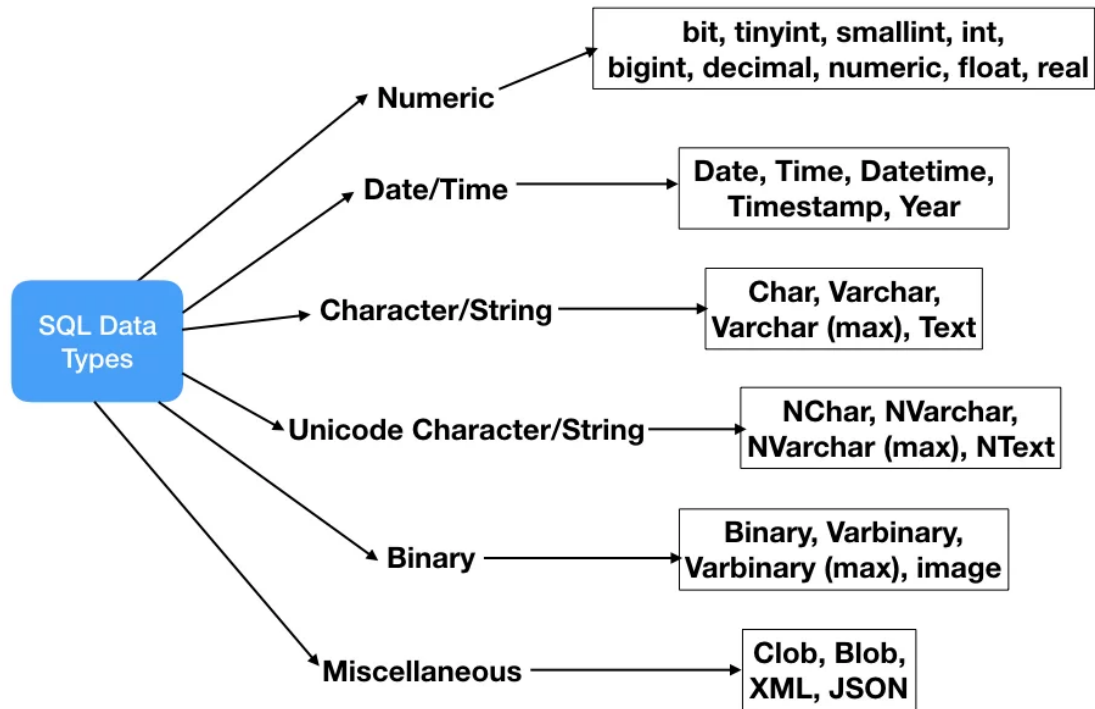 bit, tinyint, smallint, int,
bigint, decimal, numeric, float, real
Numeric
Date/Time
Date, Time, Datetime,
Timestamp, Year
SQL Data
Types
Character/String
Char, Varchar,
Varchar (max), Text
Unicode Character/String
NChar, NVarchar,
NVarchar (max), NText
Binary
Binary, Varbinary,
Varbinary (max), image
Miscellaneous
Clob, Blob,
XML, JSON